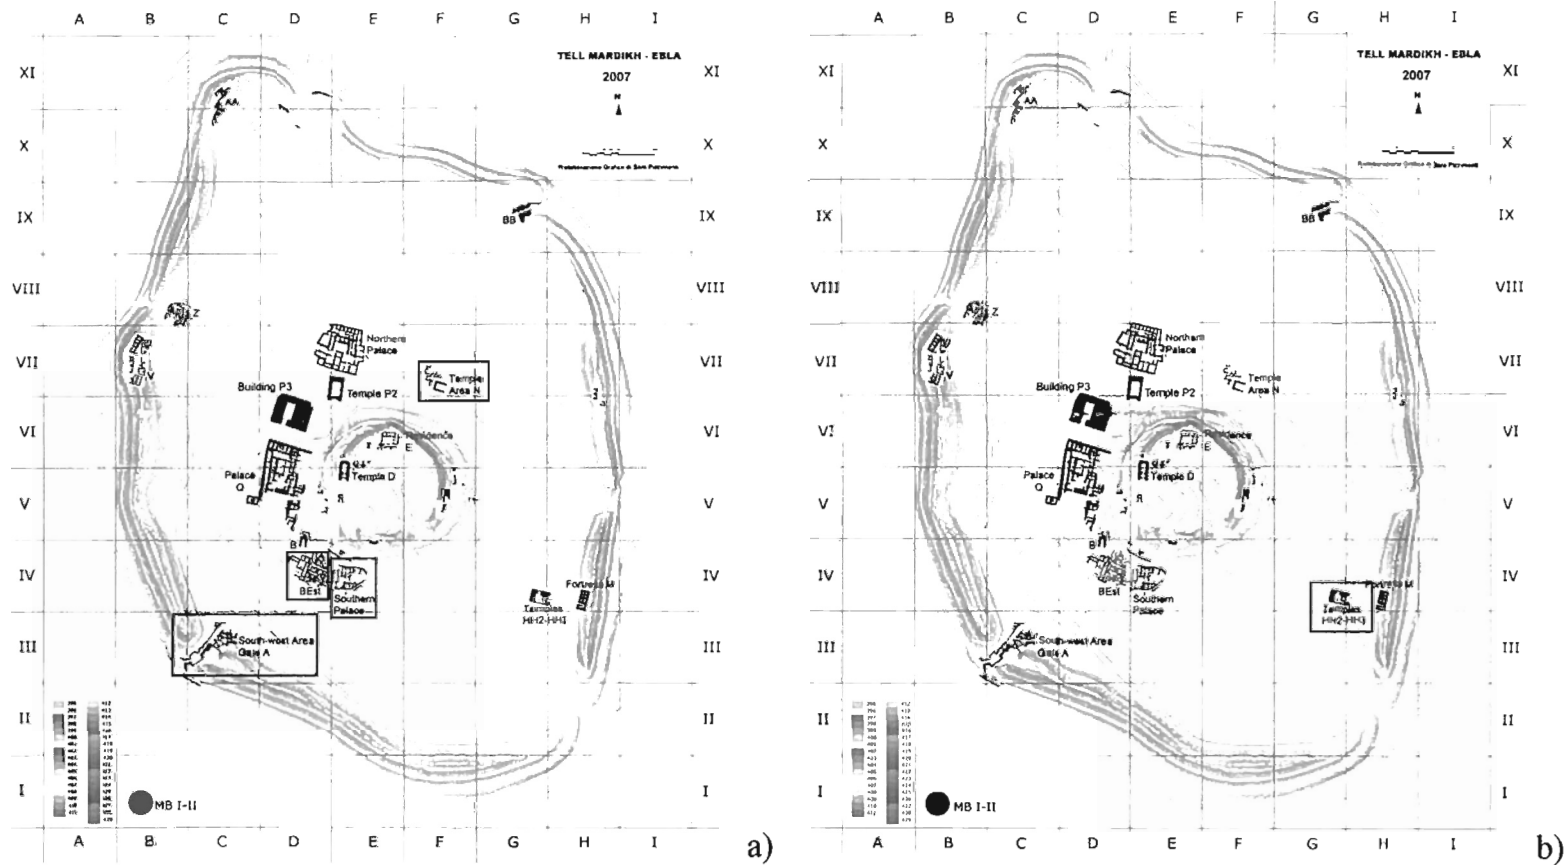 A B C D E F G H I
XI XI
TELL MARDIKH - EBLA
2007
N
AA
X X
IX IX
BB
VIII VIII
Z
VII VII
V
Northern
Palace
Temple
Area N
Building P3
Temple P2
VI VI
Residence
E
Palace
Q
Temple D
V V
B
IV IV
BEst
Southern
Palace
Fortress M
Temples
HH2-HH3
III III
South-west Area
Gate A
II II
I I
MB I-II
A B C D E F G H I
a)
A B C D E F G H I
XI XI
TELL MARDIKH - EBLA
2007
N
AA
X X
IX IX
BB
VIII VIII
Z
VII VII
V
Northern
Palace
Temple
Area N
Building P3
Temple P2
VI VI
Residence
E
Palace
Q
Temple D
V V
B
IV IV
BEst
Southern
Palace
Fortress M
Temples
HH2-HH3
III III
South-west Area
Gate A
II II
I I
MB I-II
A B C D E F G H I
b)